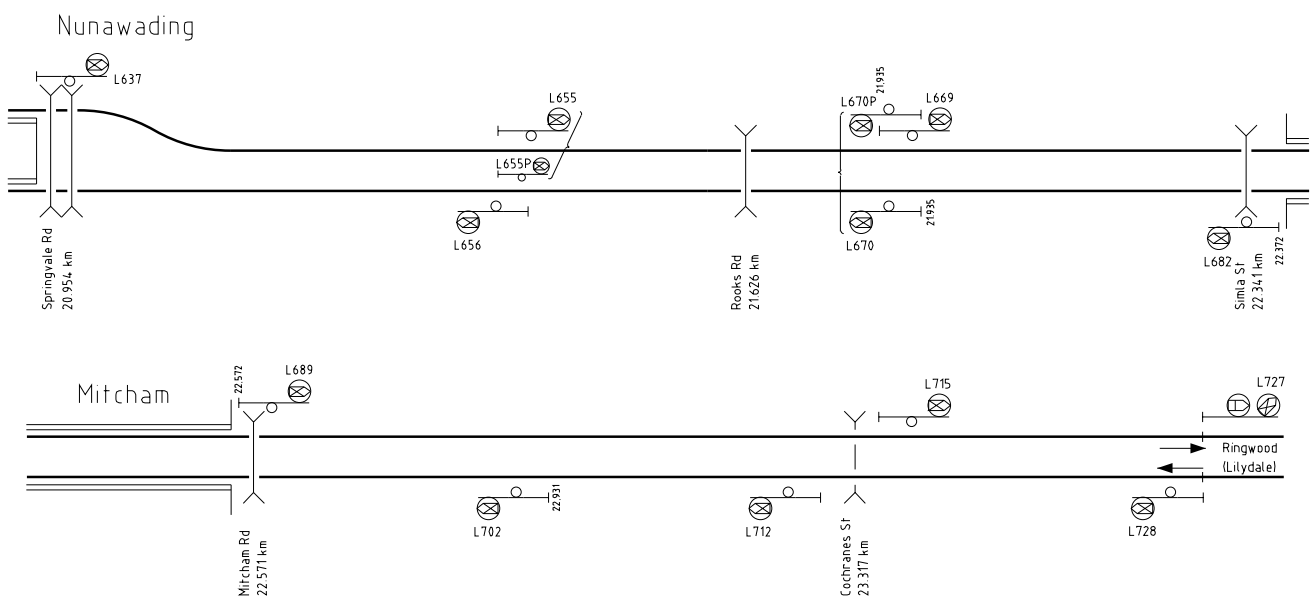 Nunawading
L637
L655
L655P
L656
Springvale Rd
20.954 km
21.935
L670P
L669
L670
21.935
Rooks Rd
21.626 km
L682
22.372
Simla St
22.341 km
Mitcham
22.572
L689
L715
L727
Ringwood
(Lilydale)
L702
22.931
L712
L728
Mitcham Rd
22.571 km
Cochranes St
23.317 km